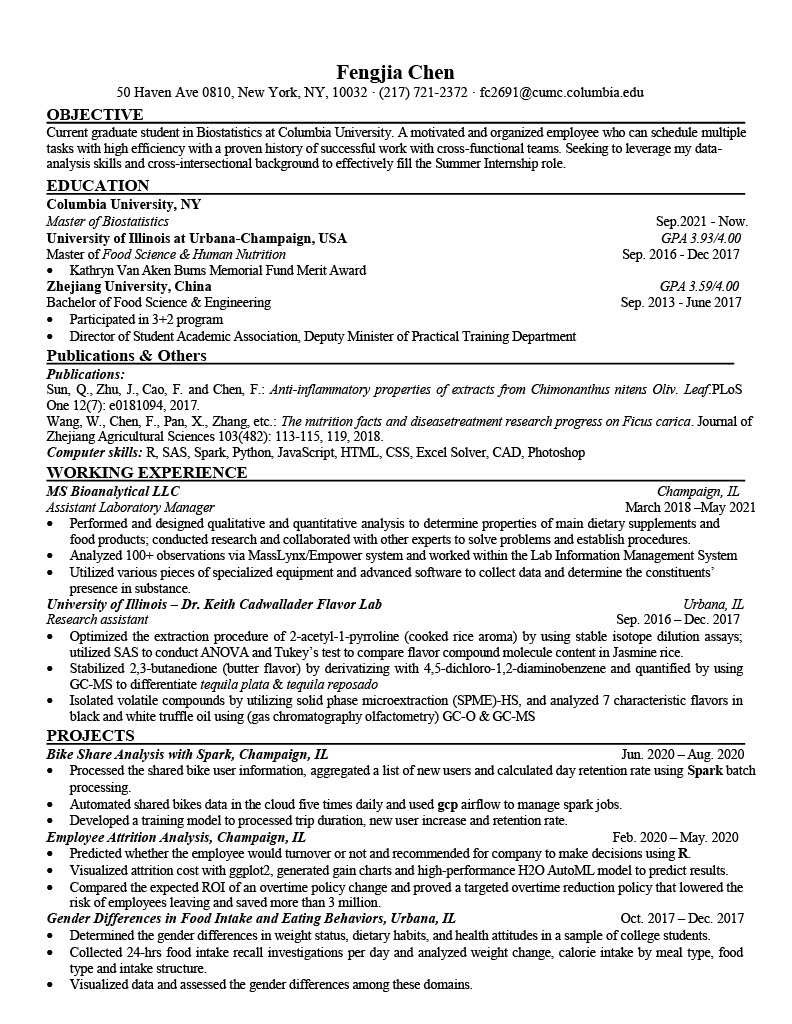 Fengjia Chen
50 Haven Ave 0810, New York, NY, 10032 · (217) 721-2372 · fc2691@cumc.columbia.edu
OBJECTIVE
Current graduate student in Biostatistics at Columbia University. A motivated and organized employee who can schedule multiple
tasks with high efficiency with a proven history of successful work with cross-functional teams. Seeking to leverage my data-
analysis skills and cross-intersectional background to effectively fill the Summer Internship role.
EDUCATION
Columbia University, NY
Master of Biostatistics Sep.2021 - Now.
University of Illinois at Urbana-Champaign, USA GPA 3.93/4.00
Master of Food Science & Human Nutrition Sep. 2016 - Dec 2017
• Kathryn Van Aken Burns Memorial Fund Merit Award
Zhejiang University, China GPA 3.59/4.00
Bachelor of Food Science & Engineering Sep. 2013 - June 2017
• Participated in 3+2 program
• Director of Student Academic Association, Deputy Minister of Practical Training Department
Publications & Others
Publications:
Sun, Q., Zhu, J., Cao, F. and Chen, F.: Anti-inflammatory properties of extracts from Chimonanthus nitens Oliv. Leaf.PLoS
One 12(7): e0181094, 2017.
Wang, W., Chen, F., Pan, X., Zhang, etc.: The nutrition facts and diseasetreatment research progress on Ficus carica. Journal of
Zhejiang Agricultural Sciences 103(482): 113-115, 119, 2018.
Computer skills: R, SAS, Spark, Python, JavaScript, HTML, CSS, Excel Solver, CAD, Photoshop
WORKING EXPERIENCE
MS Bioanalytical LLC Champaign, IL
Assistant Laboratory Manager March 2018 –May 2021
• Performed and designed qualitative and quantitative analysis to determine properties of main dietary supplements and
food products; conducted research and collaborated with other experts to solve problems and establish procedures.
• Analyzed 100+ observations via MassLynx/Empower system and worked within the Lab Information Management System
• Utilized various pieces of specialized equipment and advanced software to collect data and determine the constituents’
presence in substance.
University of Illinois – Dr. Keith Cadwallader Flavor Lab Urbana, IL
Research assistant Sep. 2016 – Dec. 2017
• Optimized the extraction procedure of 2-acetyl-1-pyrroline (cooked rice aroma) by using stable isotope dilution assays;
utilized SAS to conduct ANOVA and Tukey’s test to compare flavor compound molecule content in Jasmine rice.
• Stabilized 2,3-butanedione (butter flavor) by derivatizing with 4,5-dichloro-1,2-diaminobenzene and quantified by using
GC-MS to differentiate tequila plata & tequila reposado
• Isolated volatile compounds by utilizing solid phase microextraction (SPME)-HS, and analyzed 7 characteristic flavors in
black and white truffle oil using (gas chromatography olfactometry) GC-O & GC-MS
PROJECTS
Bike Share Analysis with Spark, Champaign, IL Jun. 2020 – Aug. 2020
• Processed the shared bike user information, aggregated a list of new users and calculated day retention rate using Spark batch
processing.
• Automated shared bikes data in the cloud five times daily and used gcp airflow to manage spark jobs.
• Developed a training model to processed trip duration, new user increase and retention rate.
Employee Attrition Analysis, Champaign, IL Feb. 2020 – May. 2020
• Predicted whether the employee would turnover or not and recommended for company to make decisions using R.
• Visualized attrition cost with ggplot2, generated gain charts and high-performance H2O AutoML model to predict results.
• Compared the expected ROI of an overtime policy change and proved a targeted overtime reduction policy that lowered the
risk of employees leaving and saved more than 3 million.
Gender Differences in Food Intake and Eating Behaviors, Urbana, IL Oct. 2017 – Dec. 2017
• Determined the gender differences in weight status, dietary habits, and health attitudes in a sample of college students.
• Collected 24-hrs food intake recall investigations per day and analyzed weight change, calorie intake by meal type, food
type and intake structure.
• Visualized data and assessed the gender differences among these domains.